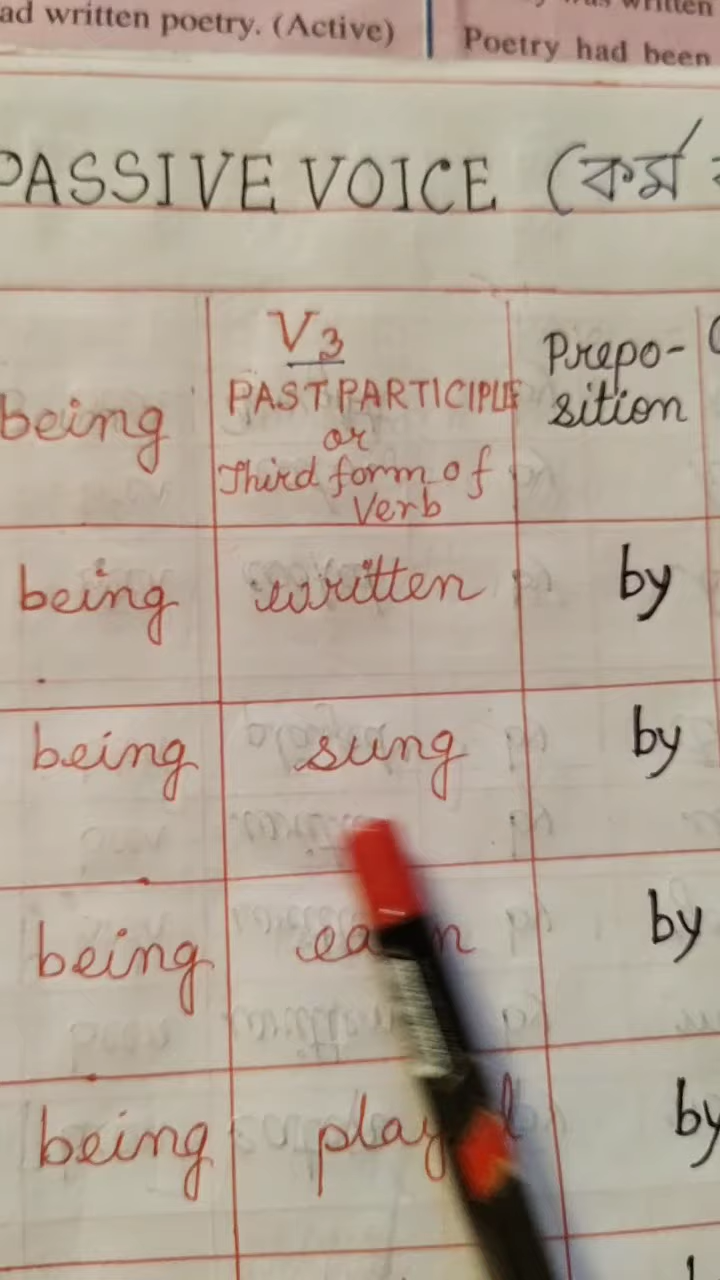 ad written poetry. (Active)
written
Poetry had been
PASSIVE VOICE (কর্ম
being
V3
PAST PARTICIPLE
or
Third form of
Verb
Prepo-
sition
being written by
being sung by
being by
being by